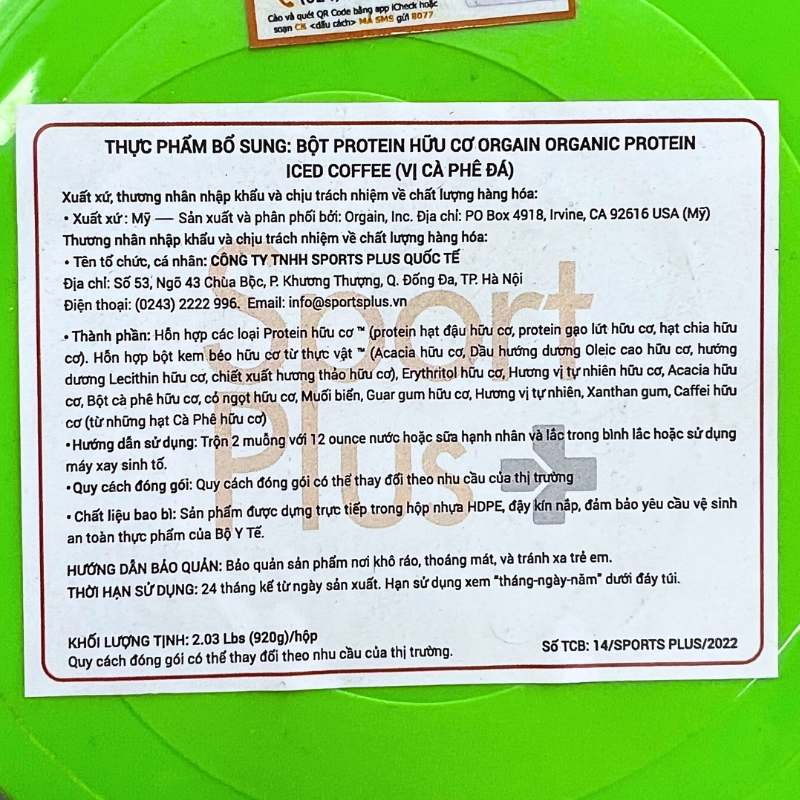 Cào và quét QR Code bằng app iCheck hoặc
soạn CK <dấu cách> MÃ SMS gửi 8077
THỰC PHẨM BỔ SUNG: BỘT PROTEIN HỮU CƠ ORGAIN ORGANIC PROTEIN
ICED COFFEE (VỊ CÀ PHÊ ĐÁ)
Xuất xứ, thương nhân nhập khẩu và chịu trách nhiệm về chất lượng hàng hóa:
• Xuất xứ : Mỹ — Sản xuất và phân phối bởi: Orgain, Inc. Địa chỉ: PO Box 4918, Irvine, CA 92616 USA (Mỹ)
Thương nhân nhập khẩu và chịu trách nhiệm về chất lượng hàng hóa:
• Tên tổ chức, cá nhân: CÔNG TY TNHH SPORTS PLUS QUỐC TẾ
Địa chỉ: Số 53, Ngõ 43 Chùa Bộc, P. Khương Thượng, Q. Đống Đa, TP. Hà Nội
Điện thoại: (0243) 2222 996. Email: info@sportsplus.vn
• Thành phần: Hỗn hợp các loại Protein hữu cơ ™ (protein hạt đậu hữu cơ, protein gạo lứt hữu cơ, hạt chia hữu
cơ). Hỗn hợp bột kem béo hữu cơ từ thực vật ™ (Acacia hữu cơ, Dầu hướng dương Oleic cao hữu cơ, hướng
dương Lecithin hữu cơ, chiết xuất hương thảo hữu cơ), Erythritol hữu cơ, Hương vị tự nhiên hữu cơ, Acacia hữu
cơ, Bột cà phê hữu cơ, cỏ ngọt hữu cơ, Muối biển, Guar gum hữu cơ, Hương vị tự nhiên, Xanthan gum, Caffei hữu
cơ (từ những hạt Cà Phê hữu cơ)
• Hướng dẫn sử dụng: Trộn 2 muỗng với 12 ounce nước hoặc sữa hạnh nhân và lắc trong bình lắc hoặc sử dụng
máy xay sinh tố.
• Quy cách đóng gói: Quy cách đóng gói có thể thay đổi theo nhu cầu của thị trường
• Chất liệu bao bì: Sản phẩm được dựng trực tiếp trong hộp nhựa HDPE, đậy kín nắp, đảm bảo yêu cầu vệ sinh
an toàn thực phẩm của Bộ Y Tế.
HƯỚNG DẪN BẢO QUẢN: Bảo quản sản phẩm nơi khô ráo, thoáng mát, và tránh xa trẻ em.
THỜI HẠN SỬ DỤNG: 24 tháng kể từ ngày sản xuất. Hạn sử dụng xem "tháng-ngày-năm" dưới đáy túi.
KHỐI LƯỢNG TỊNH: 2.03 Lbs (920g)/hộp
Quy cách đóng gói có thể thay đổi theo nhu cầu của thị trường.
Số TCB: 14/SPORTS PLUS/2022
Sport
Plus